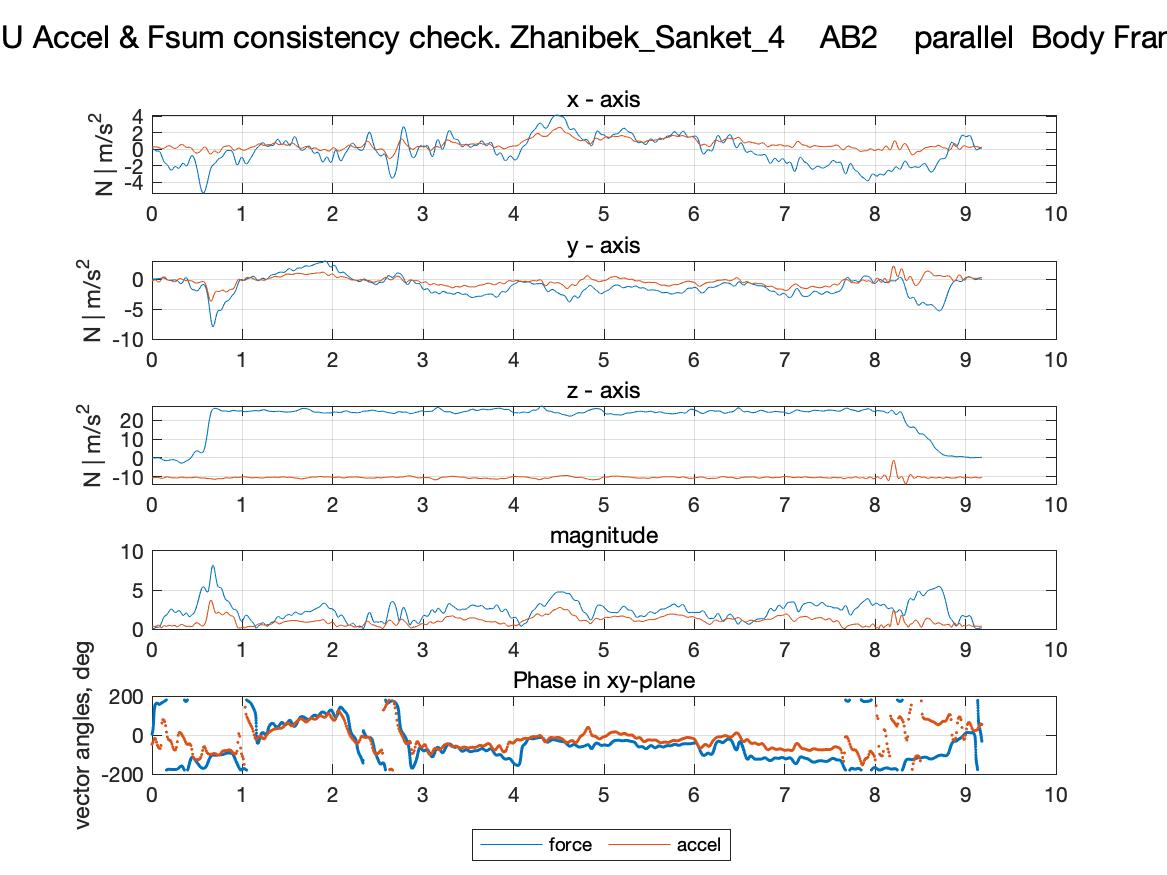 U Accel & Fsum consistency check. Zhanibek_Sanket_4 AB2 parallel Body Frar
x - axis
N | m/s2
4
2
0
-2
-4
0 1 2 3 4 5 6 7 8 9 10
y - axis
N | m/s2
0
-5
-10
0 1 2 3 4 5 6 7 8 9 10
z - axis
N | m/s2
20
10
0
-10
0 1 2 3 4 5 6 7 8 9 10
magnitude
10
5
0
0 1 2 3 4 5 6 7 8 9 10
Phase in xy-plane
vector angles, deg
200
0
-200
0 1 2 3 4 5 6 7 8 9 10
force accel